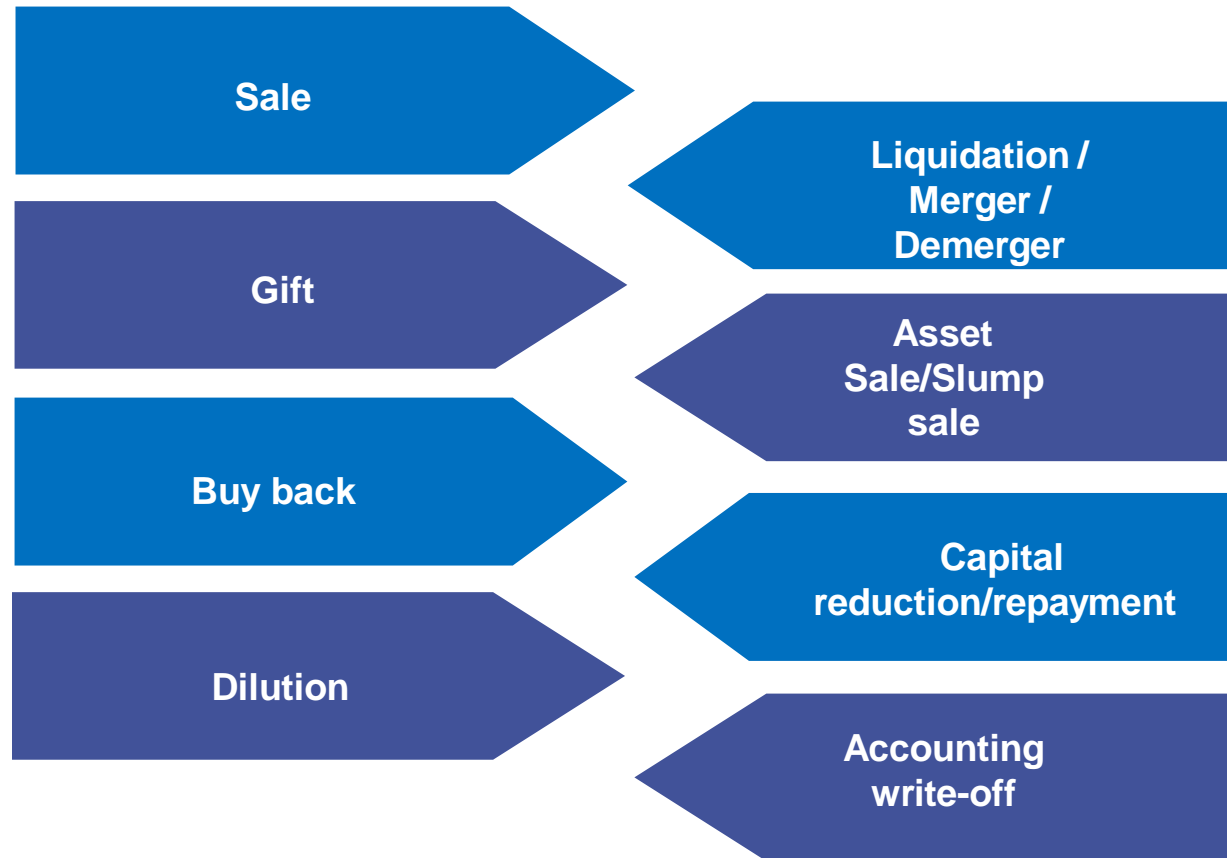 Sale
Liquidation /
Merger /
Demerger
Gift
Asset
Sale/Slump
sale
Buy back
Capital
reduction/repayment
Dilution
Accounting
write-off